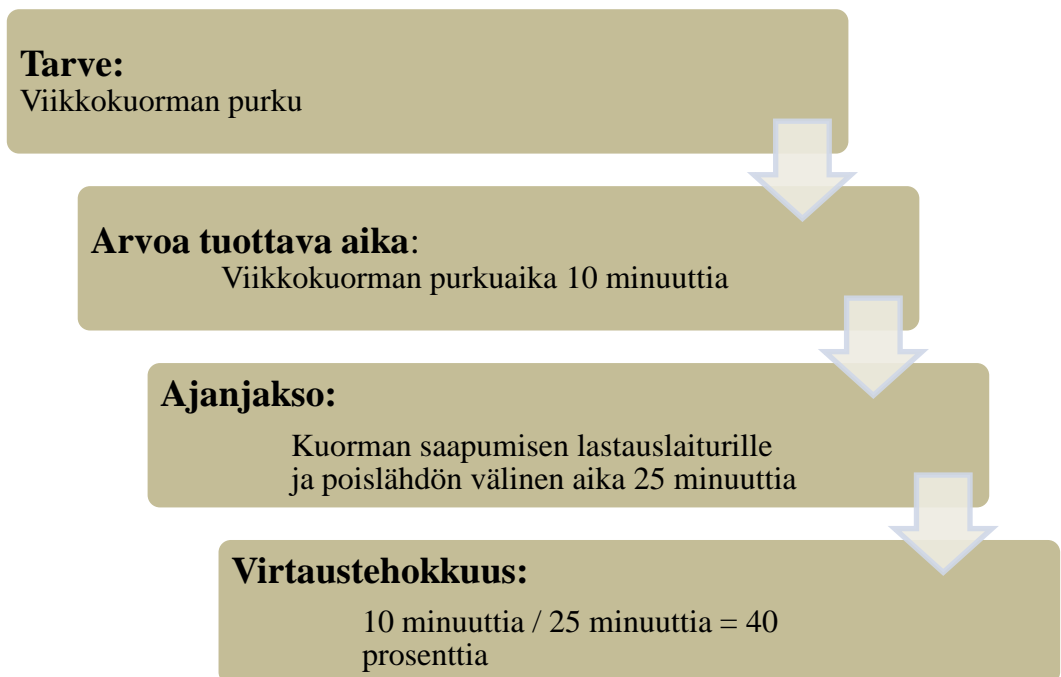 Tarve:
Viikkokuorman purku
Arvoa tuottava aika:
Viikkokuorman purkuaika 10 minuuttia
Ajanjakso:
Kuorman saapumisen lastauslaiturille
ja poislähdön välinen aika 25 minuuttia
Virtaustehokkuus:
10 minuuttia / 25 minuuttia = 40
prosenttia